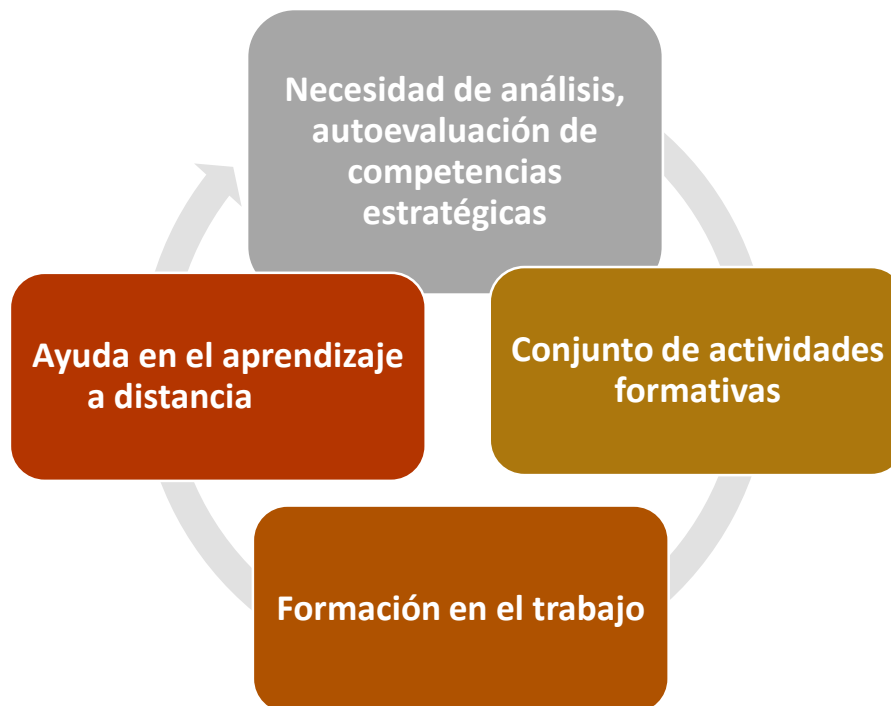 Necesidad de análisis,
autoevaluación de
competencias
estratégicas
Conjunto de actividades
formativas
Formación en el trabajo
Ayuda en el aprendizaje
a distancia